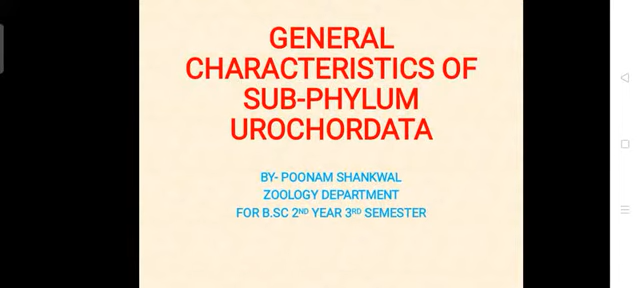 GENERAL
CHARACTERISTICS OF
SUB-PHYLUM
UROCHORDATA
BY- POONAM SHANKWAL
ZOOLOGY DEPARTMENT
FOR B.SC 2ND YEAR 3RD SEMESTER